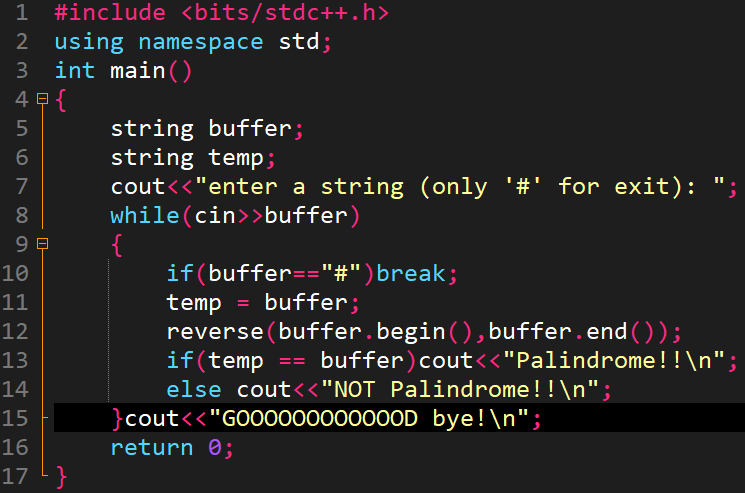 1 #include <bits/stdc++.h>
2 using namespace std;
3 int main()
4 {
5 string buffer;
6 string temp;
7 cout<<"enter a string (only '#' for exit): ";
8 while(cin>>buffer)
9 {
10 if(buffer=="#")break;
11 temp = buffer;
12 reverse(buffer.begin(),buffer.end());
13 if(temp == buffer)cout<<"Palindrome!!\n";
14 else cout<<"NOT Palindrome!!\n";
15 }cout<<"GOOOOOOOOOOOOD bye!\n";
16 return 0;
17 }